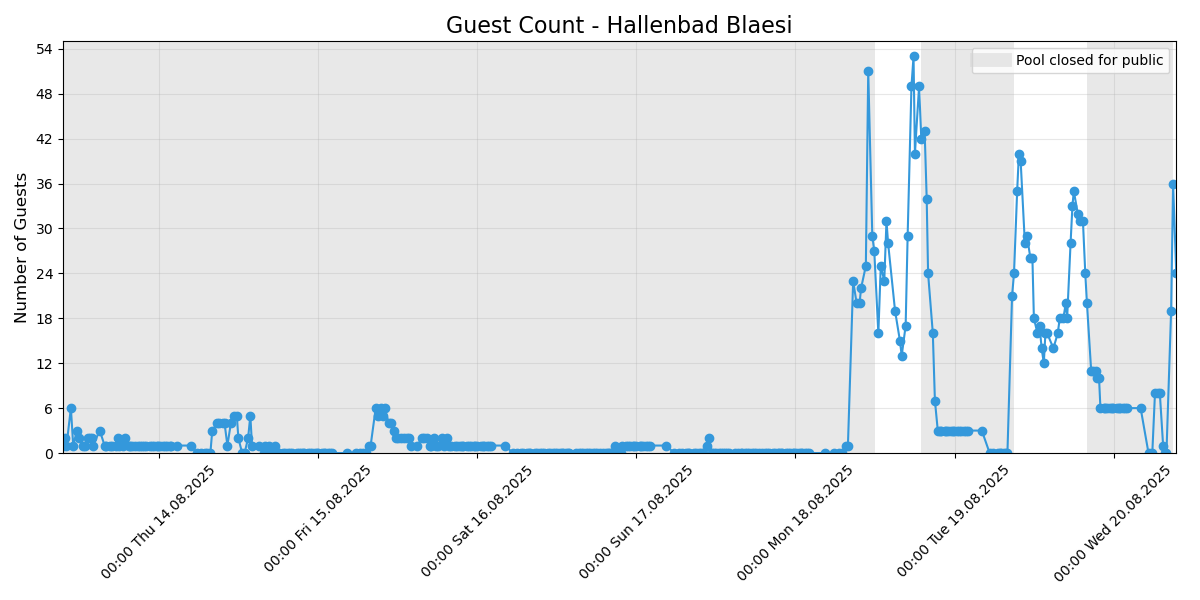 Guest Count - Hallenbad Blaesi
Pool closed for public
Number of Guests
54
48
42
36
30
24
18
12
6
0
00:00 Thu 14.08.2025
00:00 Fri 15.08.2025
00:00 Sat 16.08.2025
00:00 Sun 17.08.2025
00:00 Mon 18.08.2025
00:00 Tue 19.08.2025
00:00 Wed 20.08.2025